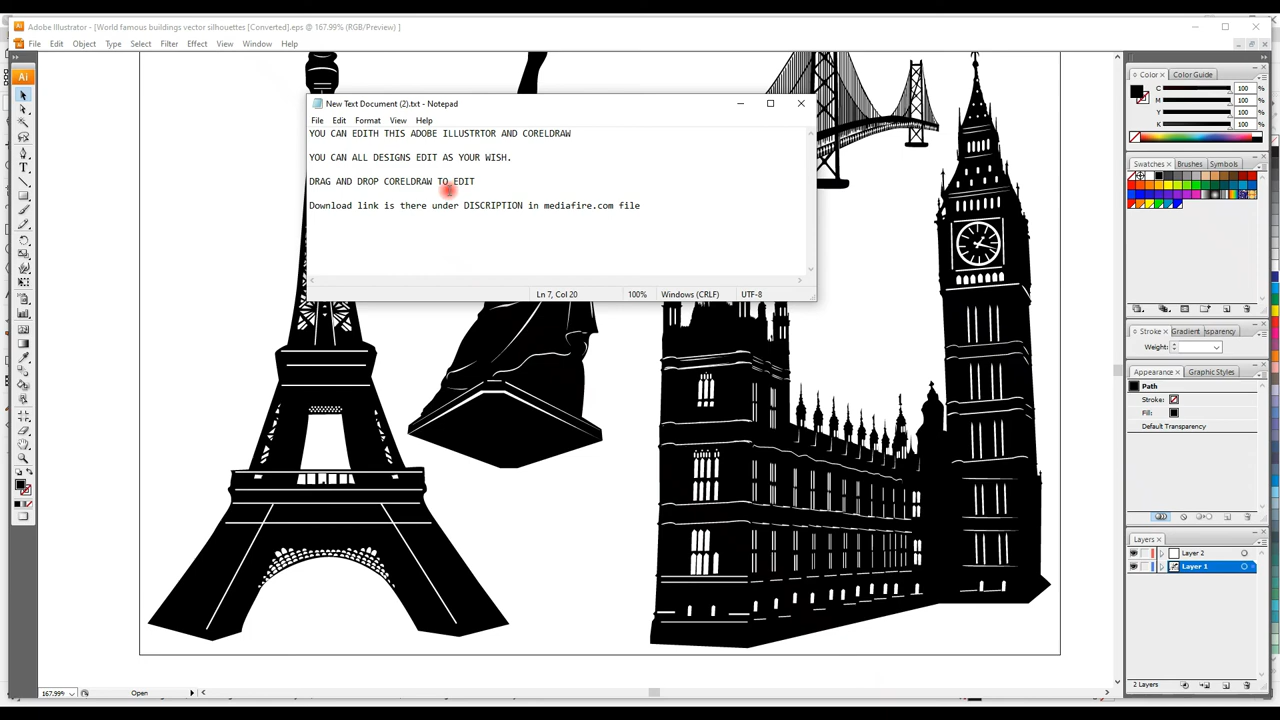 Adobe Illustrator - [World famous buildings vector silhouettes [Converted].eps @ 167.99% (RGB/Preview) ]
File Edit Object Type Select Filter Effect View Window Help
Ai
New Text Document (2).txt - Notepad
File Edit Format View Help
YOU CAN EDITH THIS ADOBE ILLUSTRTOR AND CORELDRAW
YOU CAN ALL DESIGNS EDIT AS YOUR WISH.
DRAG AND DROP CORELDRAW TO EDIT
Download link is there under DISCRIPTION in mediafire.com file
Ln 7, Col 20 100% Windows (CRLF) UTF-8
Color Color Guide
C 100 %
M 100
Y 100
K 100
Swatches Brushes Symbols
Stroke Gradient
Weight:
Appearance Graphic Styles
Path
Stroke:
Fill:
Default Transparency
Layers
Layer 2
Layer 1
2 Layers
167.99% Open